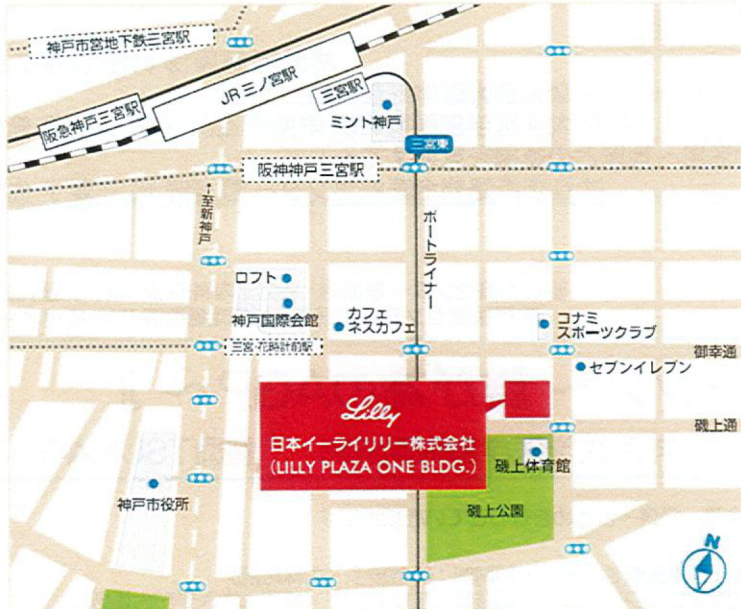 神戸市営地下鉄三宮駅
JR三ノ宮駅
三宮駅
阪急神戸三宮駅
ミント神戸
三宮東
阪神神戸三宮駅
至新神戸
ポートライナー
ロフト
神戸国際会館
カフェ
ネスカフェ
コナミ
スポーツクラブ
三宮・花時計前駅
御幸通
セブンイレブン
Lilly
日本イーライリリー株式会社
(LILLY PLAZA ONE BLDG.)
磯上通
磯上体育館
神戸市役所
磯上公園
N